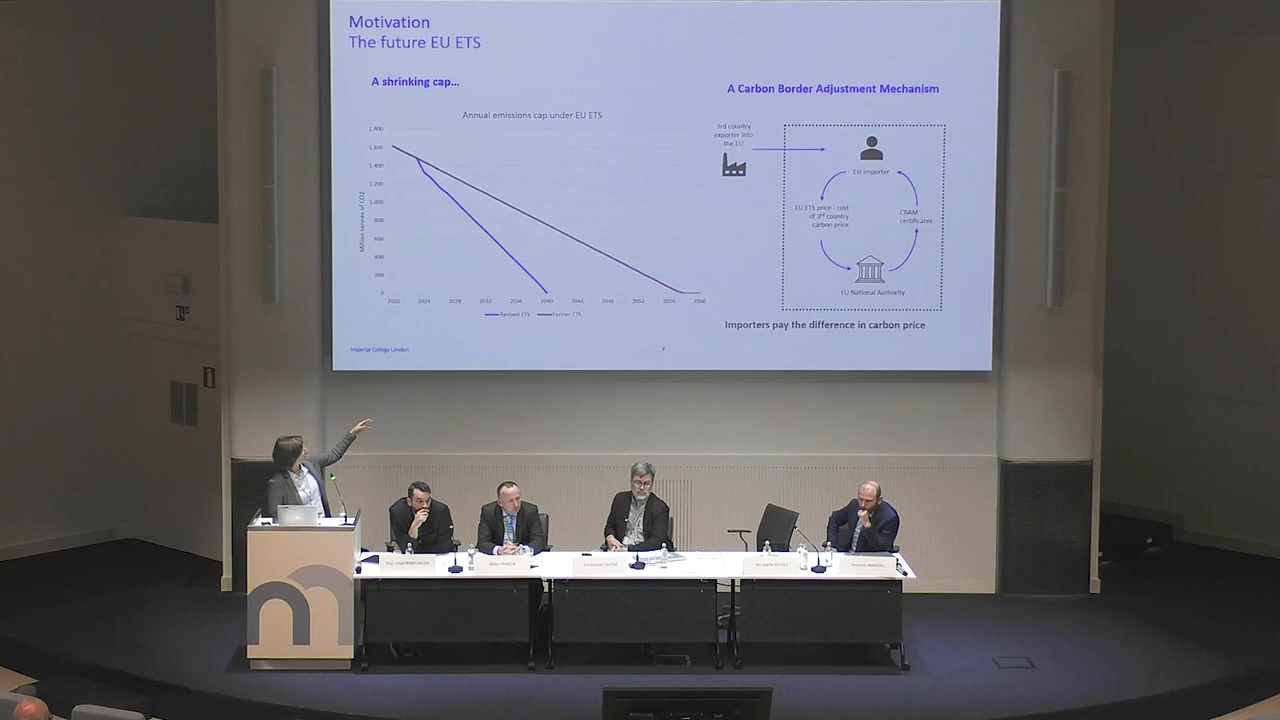 Motivation
The future EU ETS
A shrinking cap...
Annual emissions cap under EU ETS
Million tonnes of CO2
1,800
1,600
1,400
1,200
1,000
800
600
400
200
0
2020 2024 2028 2032 2036 2040 2044 2048 2052 2056 2060
Revised ETS Former ETS
A Carbon Border Adjustment Mechanism
3rd country
exporter into
the EU
EU Importer
EU ETS price - cost
of 3rd country
carbon price
CBAM
certificates
EU National Authority
Importers pay the difference in carbon price
Imperial College London
7
Miles PARKER